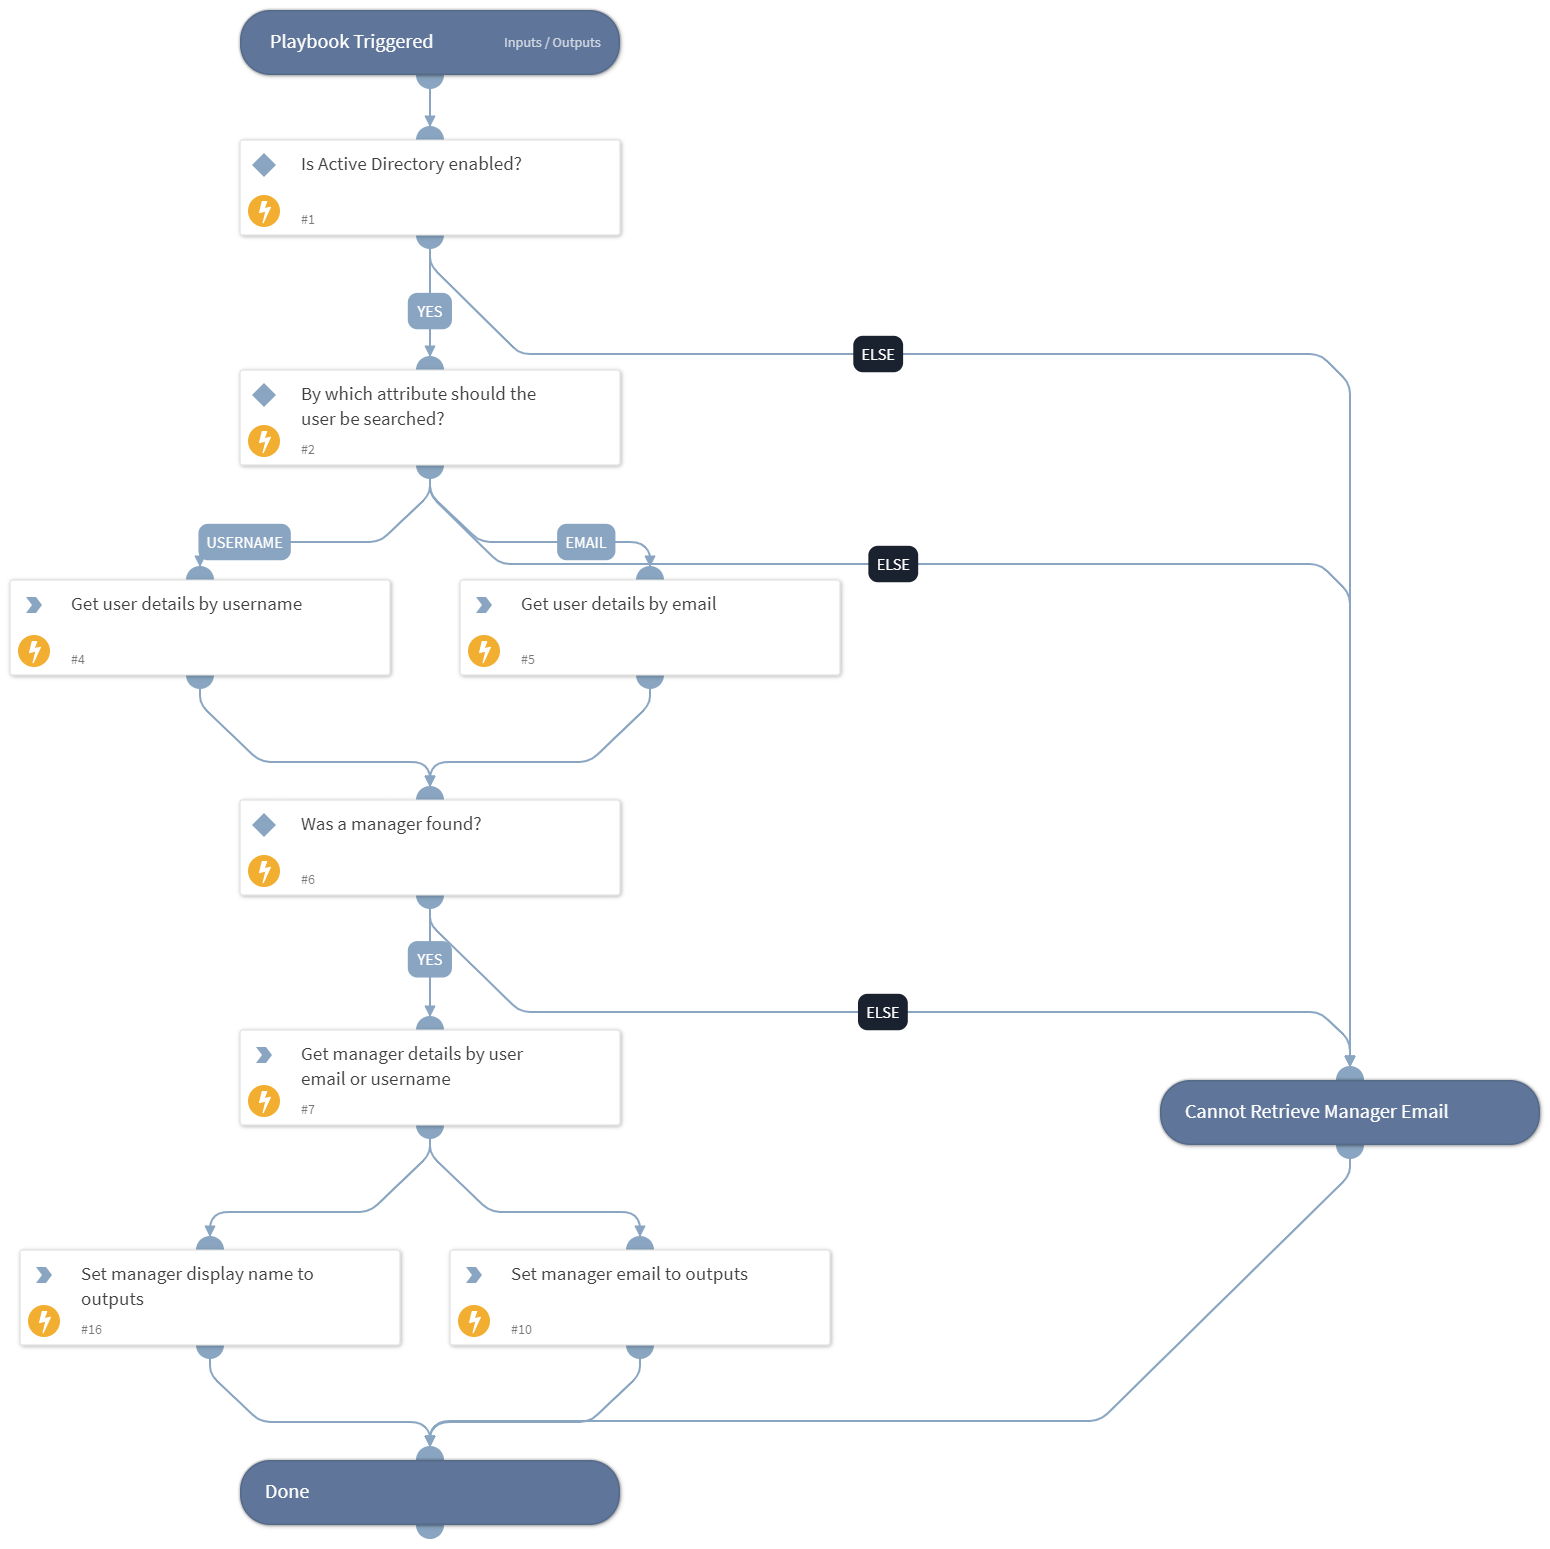 Playbook Triggered
Inputs / Outputs
Is Active Directory enabled?
#1
YES
ELSE
By which attribute should the
user be searched?
#2
USERNAME
EMAIL
ELSE
Get user details by username
#4
Get user details by email
#5
Was a manager found?
#6
YES
ELSE
Get manager details by user
email or username
#7
Cannot Retrieve Manager Email
Set manager display name to
outputs
#16
Set manager email to outputs
#10
Done